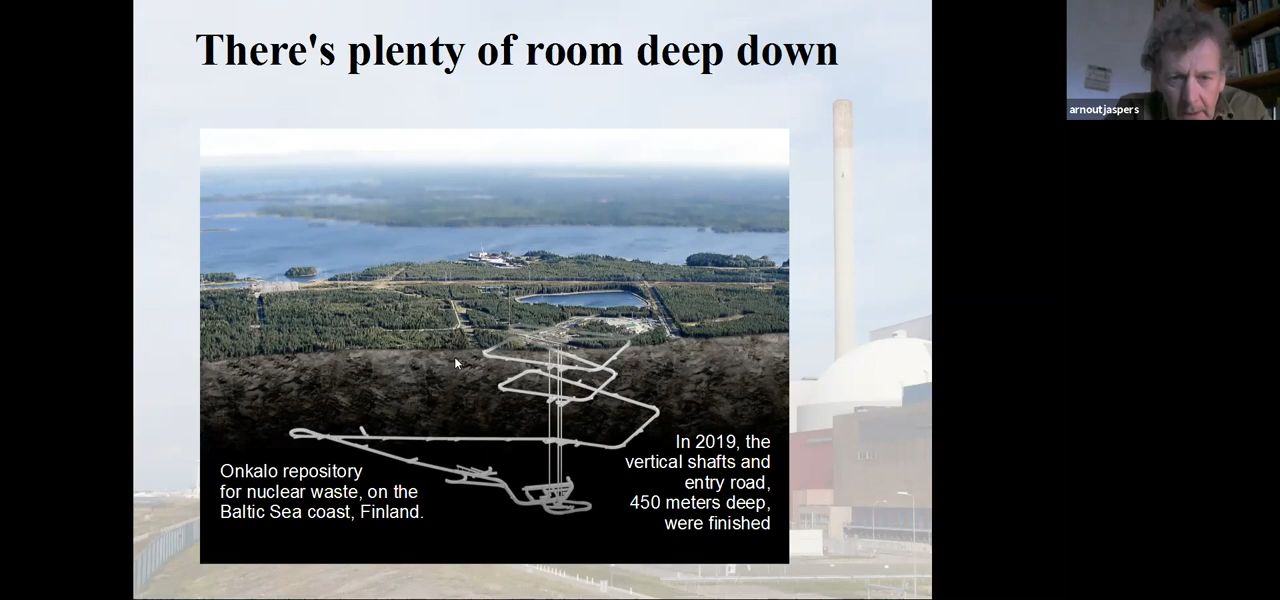 There's plenty of room deep down
arnoutjaspers
Onkalo repository
for nuclear waste, on the
Baltic Sea coast, Finland.
In 2019, the
vertical shafts and
entry road,
450 meters deep,
were finished